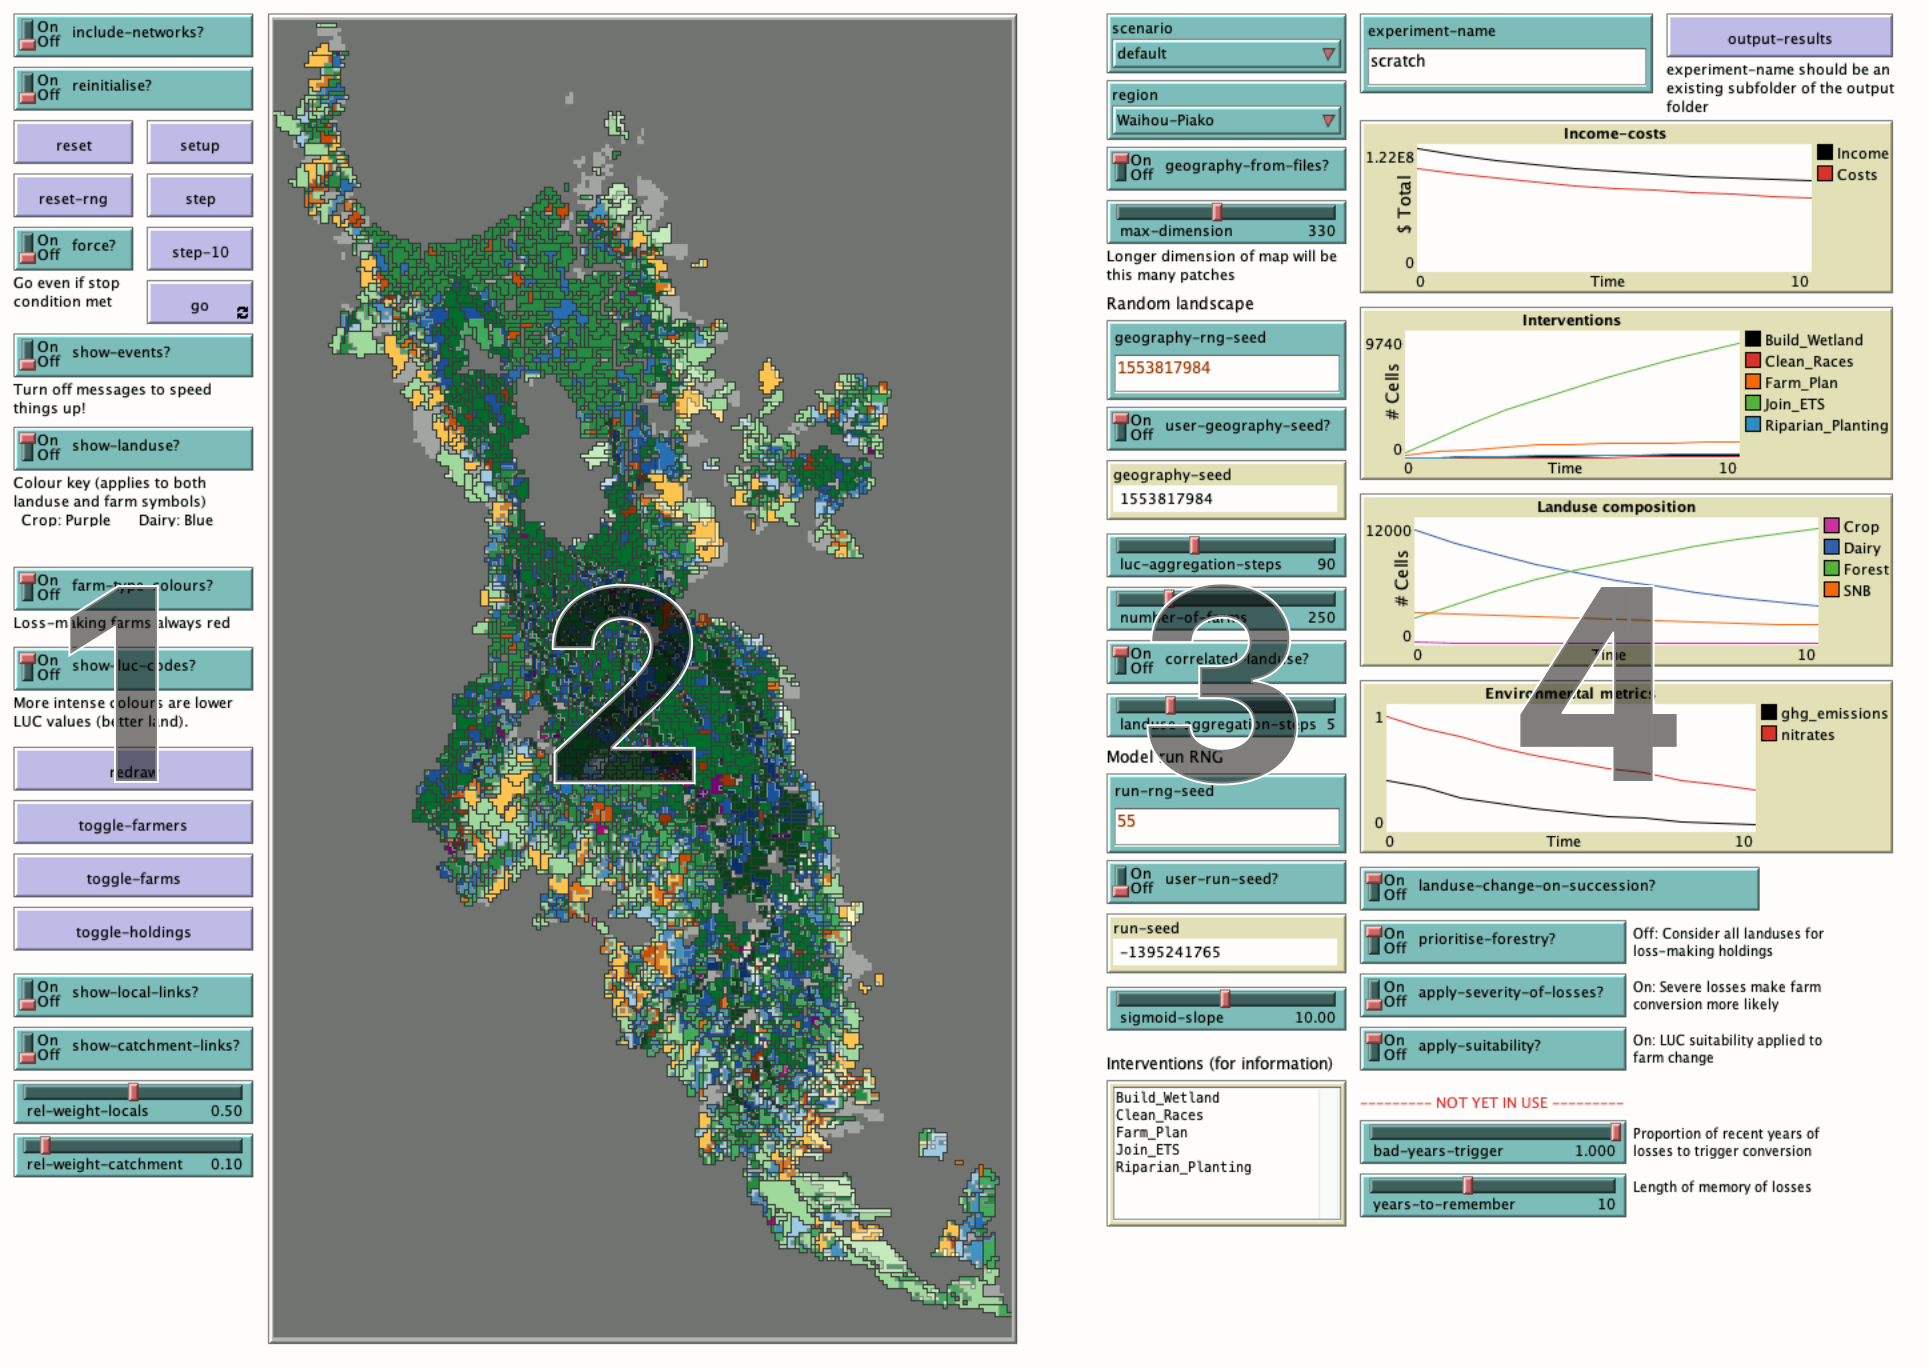 On
Off
include-networks?
On
Off
reinitialise?
reset
setup
reset-rng
step
On
Off
force?
step-10
Go even if stop
condition met
go
On
Off
show-events?
Turn off messages to speed
things up!
On
Off
show-landuse?
Colour key (applies to both
landuse and farm symbols)
Crop: Purple
Dairy: Blue
On
Off
farm-type-colours?
Loss-making farms always red
On
Off
show-luc-codes?
More intense colours are lower
LUC values (better land).
redraw
toggle-farmers
toggle-farms
toggle-holdings
On
Off
show-local-links?
On
Off
show-catchment-links?
rel-weight-locals 0.50
rel-weight-catchment 0.10
1
2
scenario
default
region
Waihou-Piako
On
Off
geography-from-files?
max-dimension 330
Longer dimension of map will be
this many patches
Random landscape
geography-rng-seed
1553817984
On
Off
user-geography-seed?
geography-seed
1553817984
luc-aggregation-steps 90
number-of-farms 250
On
Off
correlated-landuse?
landuse-aggregation-steps 5
Model run RNG
run-rng-seed
55
On
Off
user-run-seed?
run-seed
-1395241765
sigmoid-slope 10.00
Interventions (for information)
Build_Wetland
Clean_Races
Farm_Plan
Join_ETS
Riparian_Planting
3
experiment-name
scratch
output-results
experiment-name should be an
existing subfolder of the output
folder
Income-costs
1.22E8
$ Total
0
0
Time
10
Income
Costs
Interventions
9740
# Cells
0
0
Time
10
Build_Wetland
Clean_Races
Farm_Plan
Join_ETS
Riparian_Planting
Landuse composition
12000
# Cells
0
0
Time
10
Crop
Dairy
Forest
SNB
Environmental metrics
1
0
0
Time
10
ghg_emissions
nitrates
4
On
Off
landuse-change-on-succession?
On
Off
prioritise-forestry?
Off: Consider all landuses for
loss-making holdings
On
Off
apply-severity-of-losses?
On: Severe losses make farm
conversion more likely
On
Off
apply-suitability?
On: LUC suitability applied to
farm change
--------- NOT YET IN USE ---------
bad-years-trigger 1.000
Proportion of recent years of
losses to trigger conversion
years-to-remember 10
Length of memory of losses